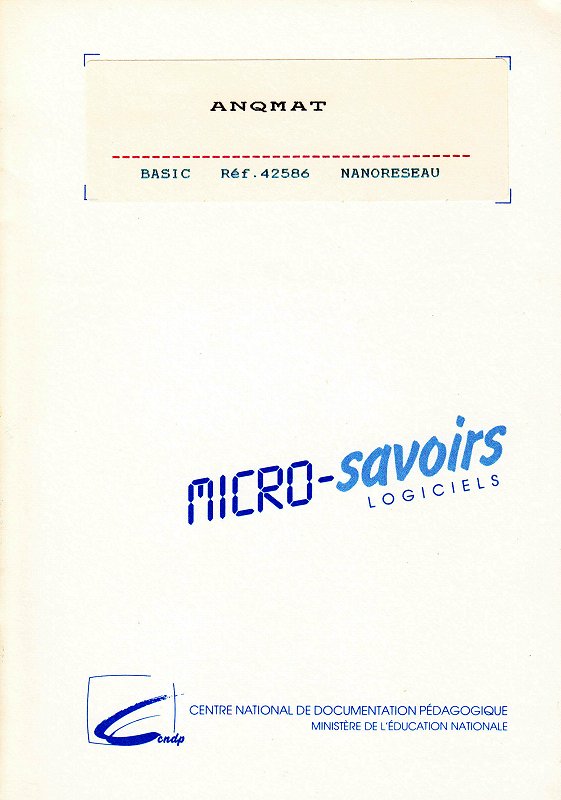 ANQMAT
BASIC Réf.42586 NANORESEAU
MICRO-savoirs
LOGICIELS
cndp
CENTRE NATIONAL DE DOCUMENTATION PÉDAGOGIQUE
MINISTÈRE DE L'ÉDUCATION NATIONALE